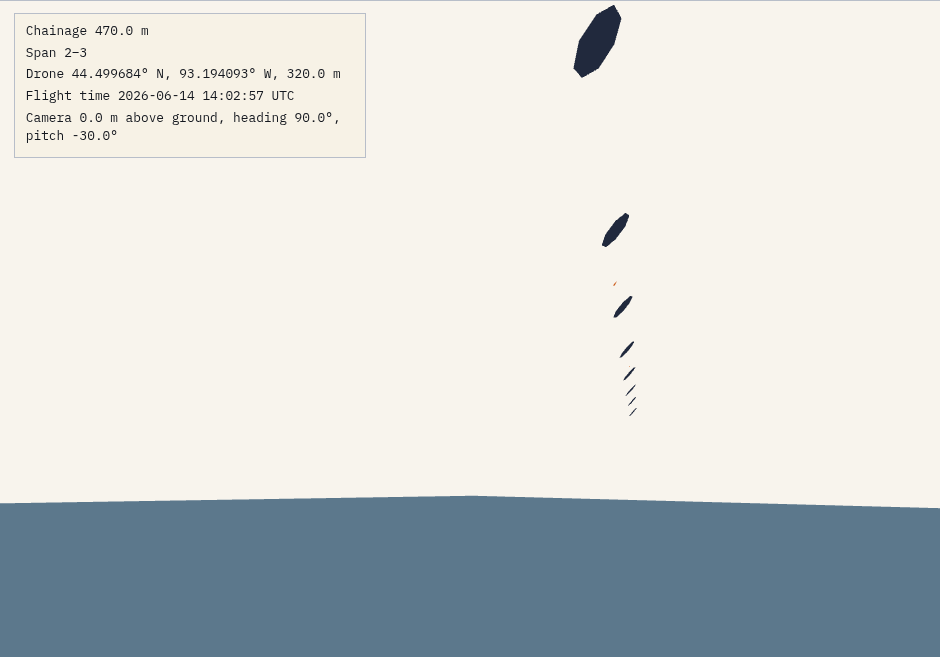 Chainage 470.0 m
Span 2–3
Drone 44.499684° N, 93.194093° W, 320.0 m
Flight time 2026-06-14 14:02:57 UTC
Camera 0.0 m above ground, heading 90.0°,
pitch -30.0°